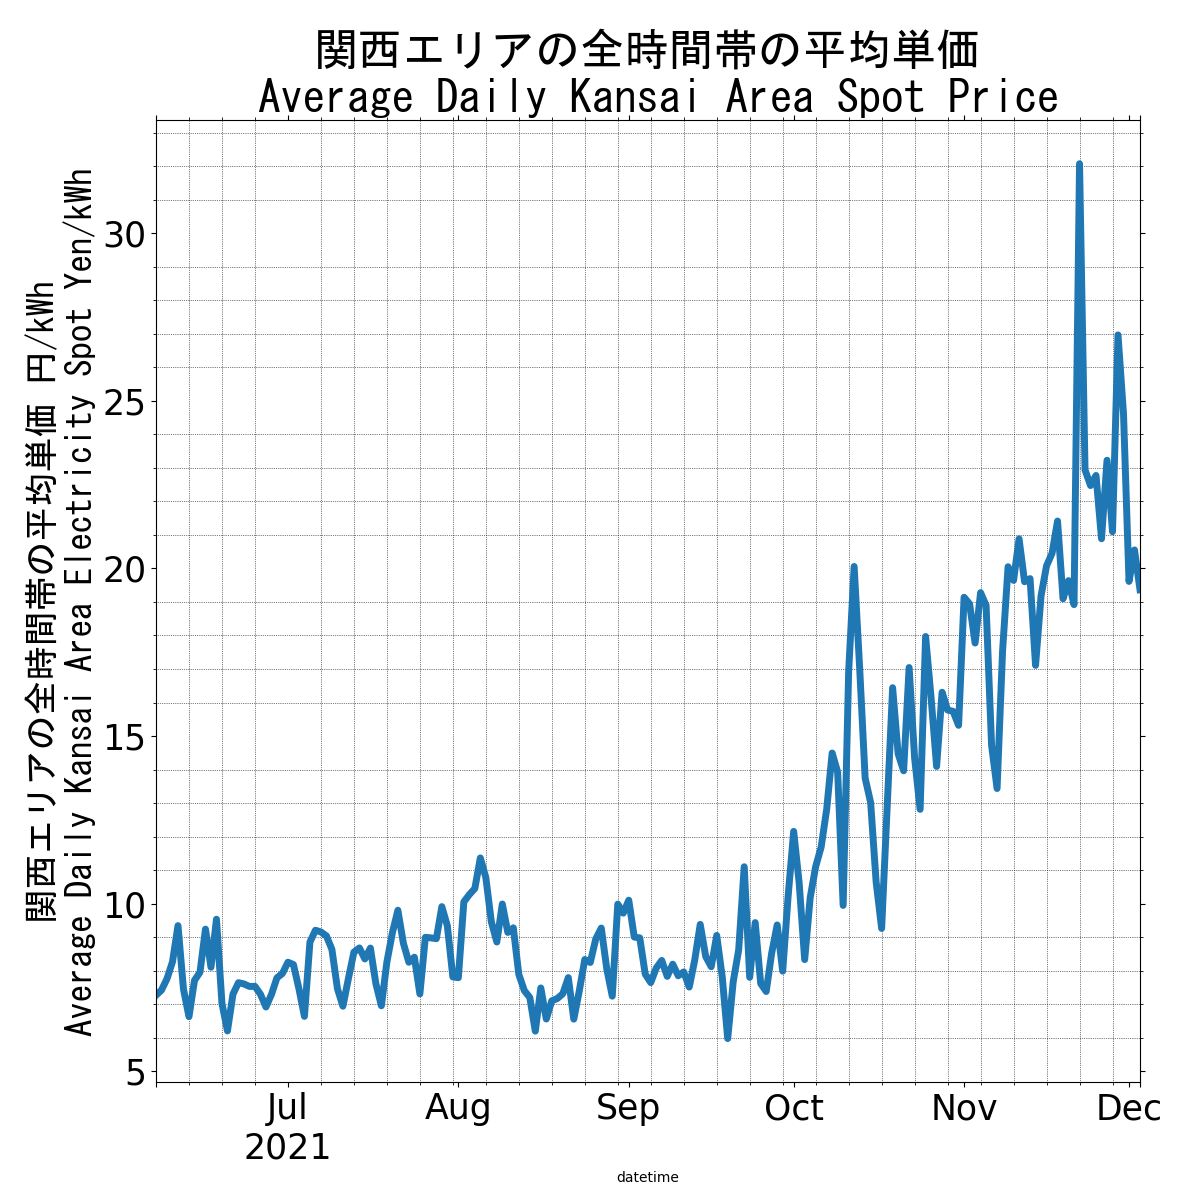 関西エリアの全時間帯の平均単価
Average Daily Kansai Area Spot Price
関西エリアの全時間帯の平均単価 円/kWh
Average Daily Kansai Area Electricity Spot Yen/kWh
30
25
20
15
10
5
Jul
2021
Aug
Sep
Oct
Nov
Dec
datetime